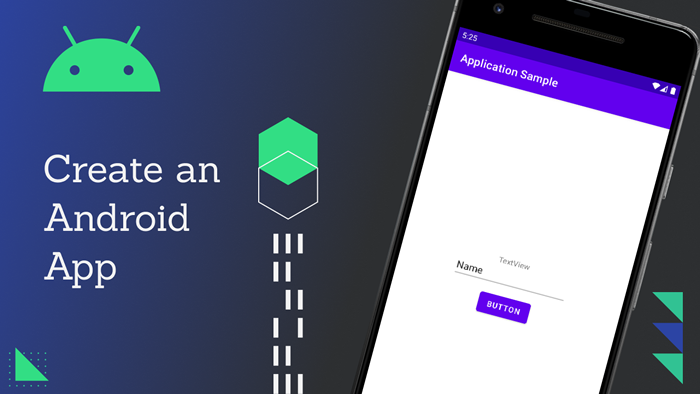 Create an
Android
App
5:25
Application Sample
TextView
Name
BUTTON